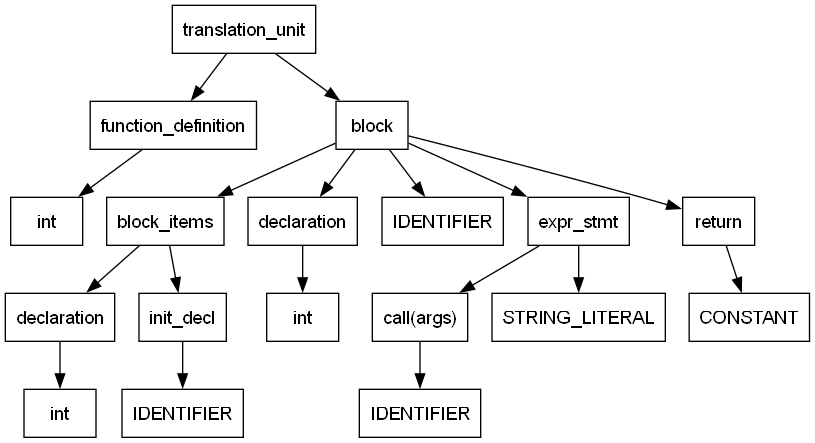 translation_unit
function_definition
block
int
block_items
declaration
IDENTIFIER
expr_stmt
return
declaration
init_decl
int
call(args)
STRING_LITERAL
CONSTANT
int
IDENTIFIER
IDENTIFIER